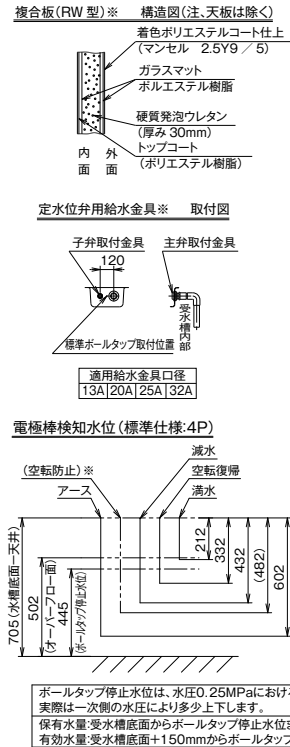 複合板(RW型)※ 構造図(注、天板は除く)
着色ポリエステルコート仕上
(マンセル 2.5Y9/5)
ガラスマット
ポルエステル樹脂
硬質発泡ウレタン
(厚み30mm)
トップコート
(ポリエステル樹脂)
内面
外面
定水位弁用給水金具※ 取付図
子弁取付金具
主弁取付金具
120
受水槽内部
標準ボールタップ取付位置
適用給水金具口径
13A 20A 25A 32A
電極棒検知水位(標準仕様:4P)
減水
(空転防止)※
空転復帰
アース
満水
705(水槽底面-天井)
502
(オーバーフロー面)
445
(ボールタップ停止水位)
212
332
432
(482)
602
ボールタップ停止水位は、水圧0.25MPaにおけ
実際は一次側の水圧により多少上下します。
保有水量:受水槽底面からボールタップ停止水位
有効水量:受水槽底面+150mmからボールタップ